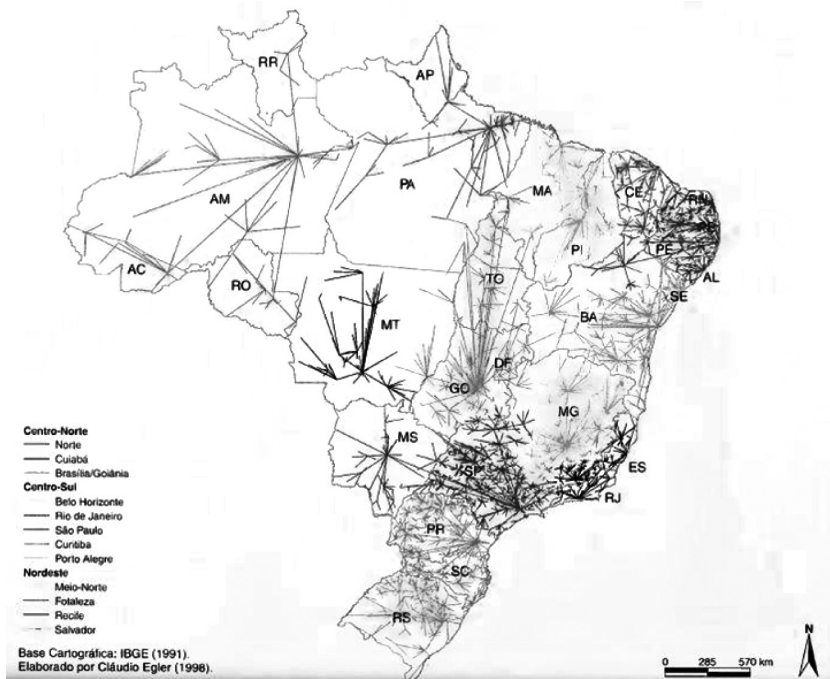 RR
AP
AM
PA
MA
CE
RN
PI
PE
AC
RO
TO
AL
SE
BA
MT
DF
GO
MG
MS
ES
SP
RJ
PR
SC
RS
Centro-Norte
Norte
Cuiabá
Brasília/Goiânia
Centro-Sul
Belo Horizonte
Rio de Janeiro
São Paulo
Curitiba
Porto Alegre
Nordeste
Meio-Norte
Fotaleza
Recife
Salvador
Base Cartográfica: IBGE (1991).
Elaborado por Cláudio Egler (1998).
N
0 285 570 km